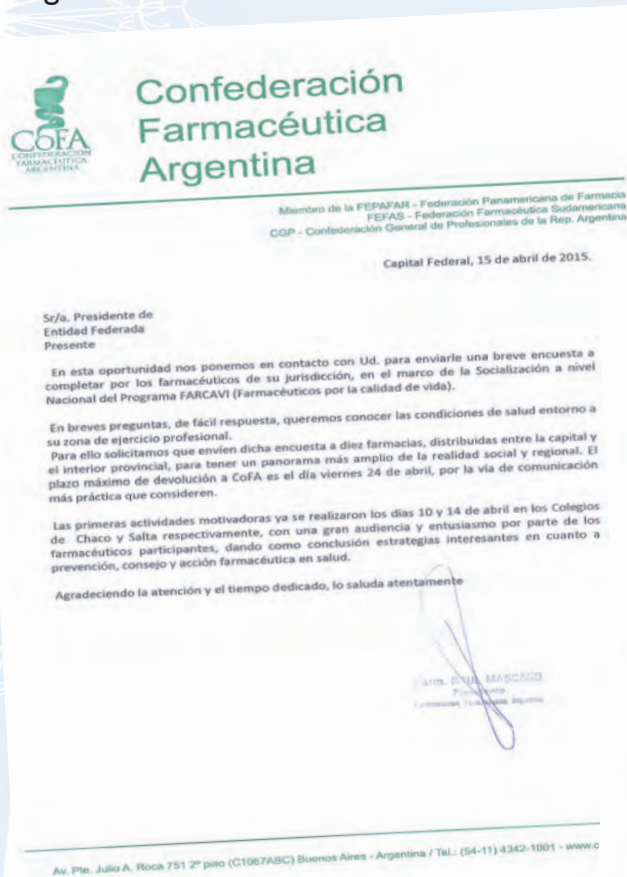 CoFA
CONFEDERACION
FARMACEUTICA
ARGENTINA
Confederación
Farmacéutica
Argentina
Miembro de la FEPAFAR - Federación Panamericana de Farmacia
FEFAS - Federación Farmacéutica Sudamericana
CGP - Confederación General de Profesionales de la Rep. Argentina
Capital Federal, 15 de abril de 2015.
Sr/a. Presidente de
Entidad Federada
Presente
En esta oportunidad nos ponemos en contacto con Ud. para enviarle una breve encuesta a
completar por los farmacéuticos de su jurisdicción, en el marco de la Socialización a nivel
Nacional del Programa FARCAVI (Farmacéuticos por la calidad de vida).
En breves preguntas, de fácil respuesta, queremos conocer las condiciones de salud entorno a
su zona de ejercicio profesional.
Para ello solicitamos que envíen dicha encuesta a diez farmacias, distribuidas entre la capital y
el interior provincial, para tener un panorama más amplio de la realidad social y regional. El
plazo máximo de devolución a CoFA es el día viernes 24 de abril, por la vía de comunicación
más práctica que consideren.
Las primeras actividades motivadoras ya se realizaron los días 10 y 14 de abril en los Colegios
de Chaco y Salta respectivamente, con una gran audiencia y entusiasmo por parte de los
farmacéuticos participantes, dando como conclusión estrategias interesantes en cuanto a
prevención, consejo y acción farmacéutica en salud.
Agradeciendo la atención y el tiempo dedicado, lo saluda atentamente
Farm. RAUL MASCARO
Presidente
Av. Pte. Julio A. Roca 751 2º piso (C1067ABC) Buenos Aires - Argentina / Tel.: (54-11) 4342-1001 - www.c